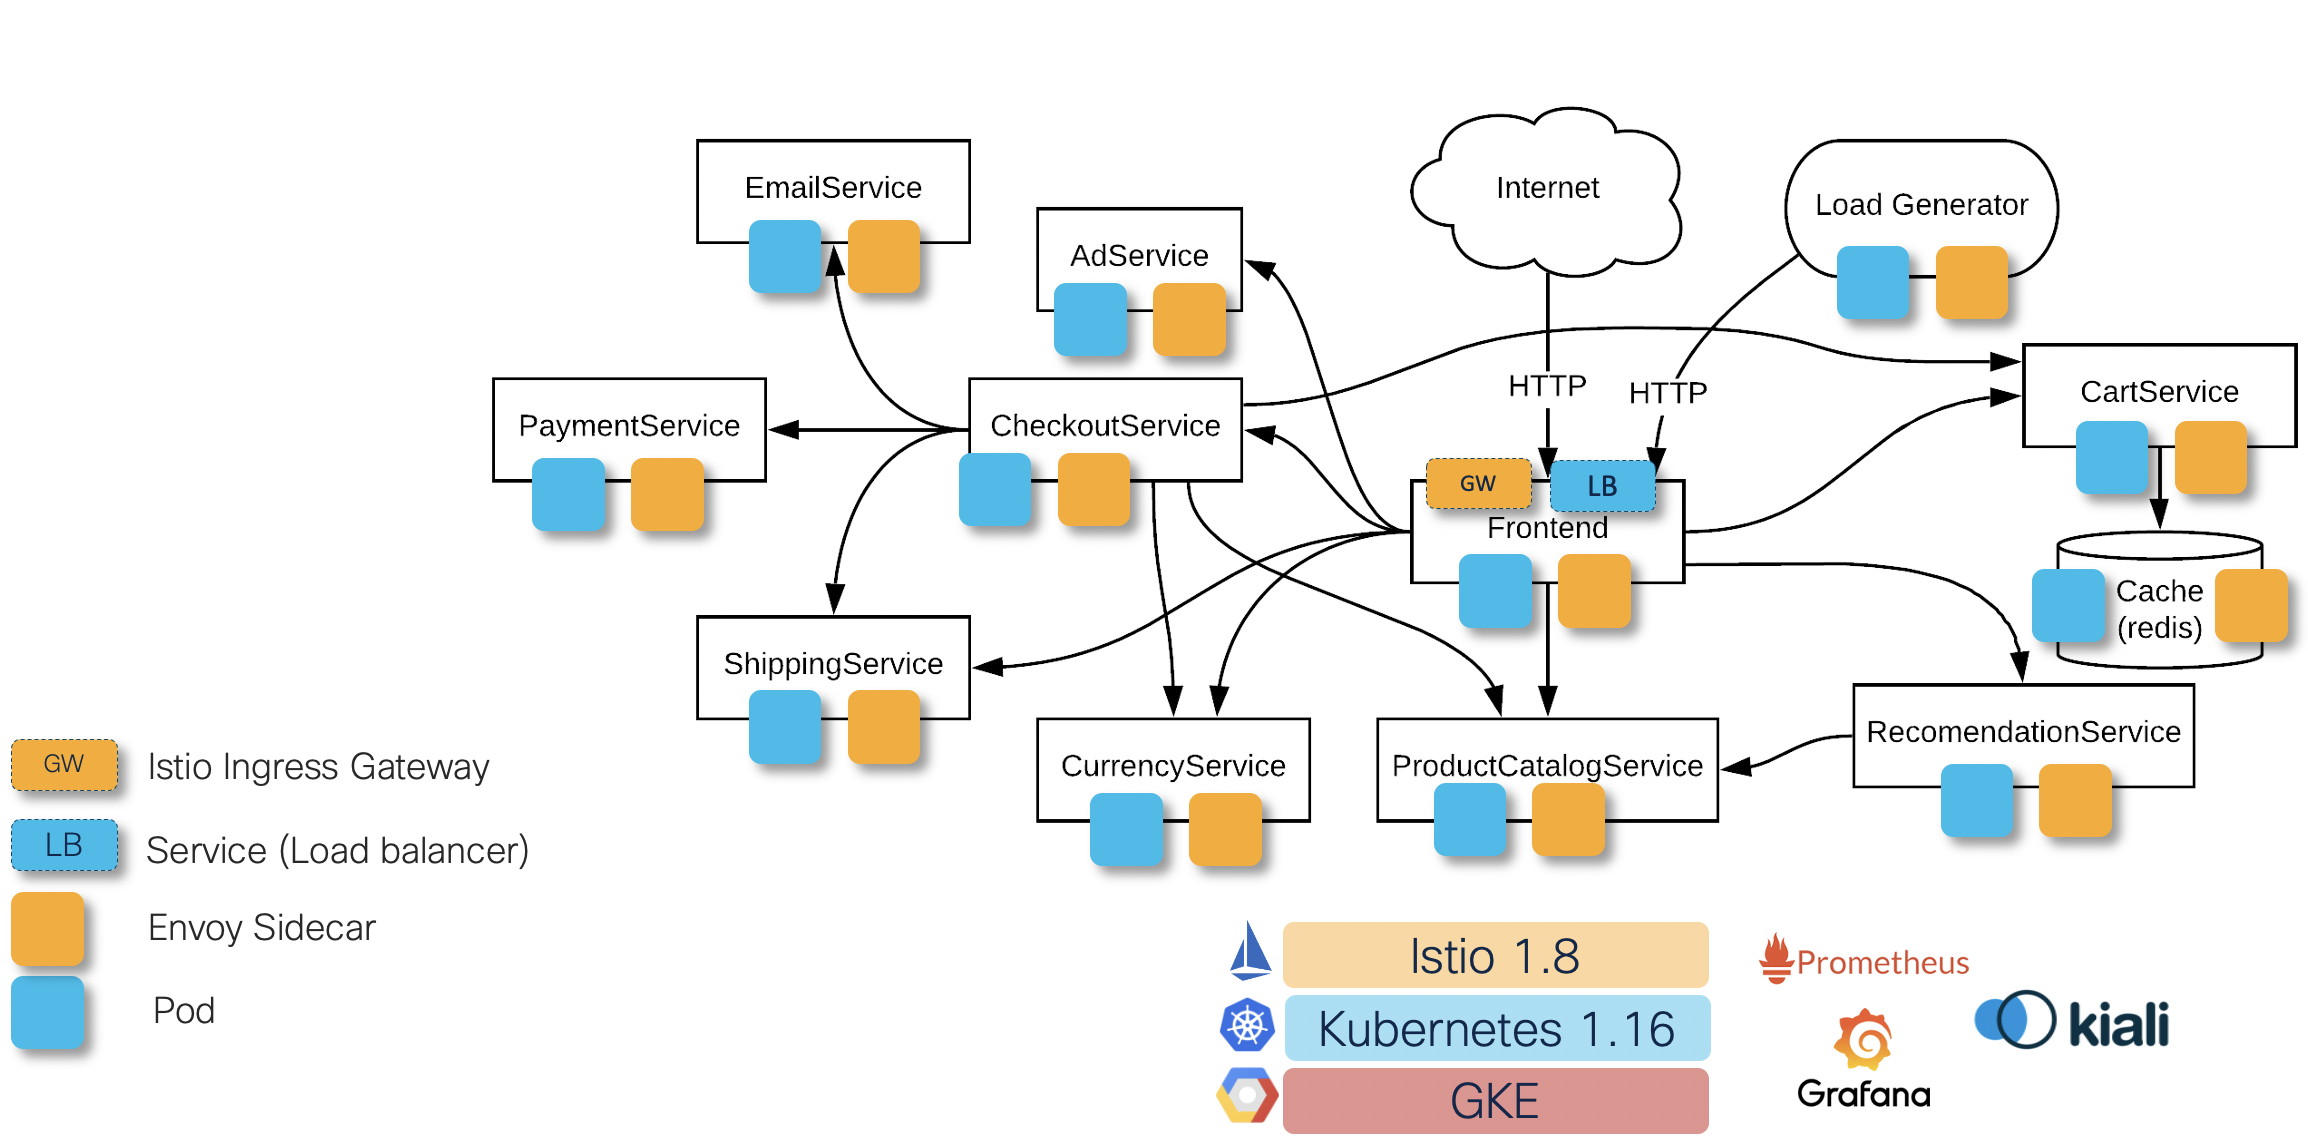 EmailService
Internet
Load Generator
AdService
HTTP
HTTP
CartService
PaymentService
CheckoutService
GW
LB
Frontend
Cache
(redis)
ShippingService
RecomendationService
CurrencyService
ProductCatalogService
GW
Istio Ingress Gateway
LB
Service (Load balancer)
Envoy Sidecar
Pod
Istio 1.8
Kubernetes 1.16
GKE
Prometheus
kiali
Grafana